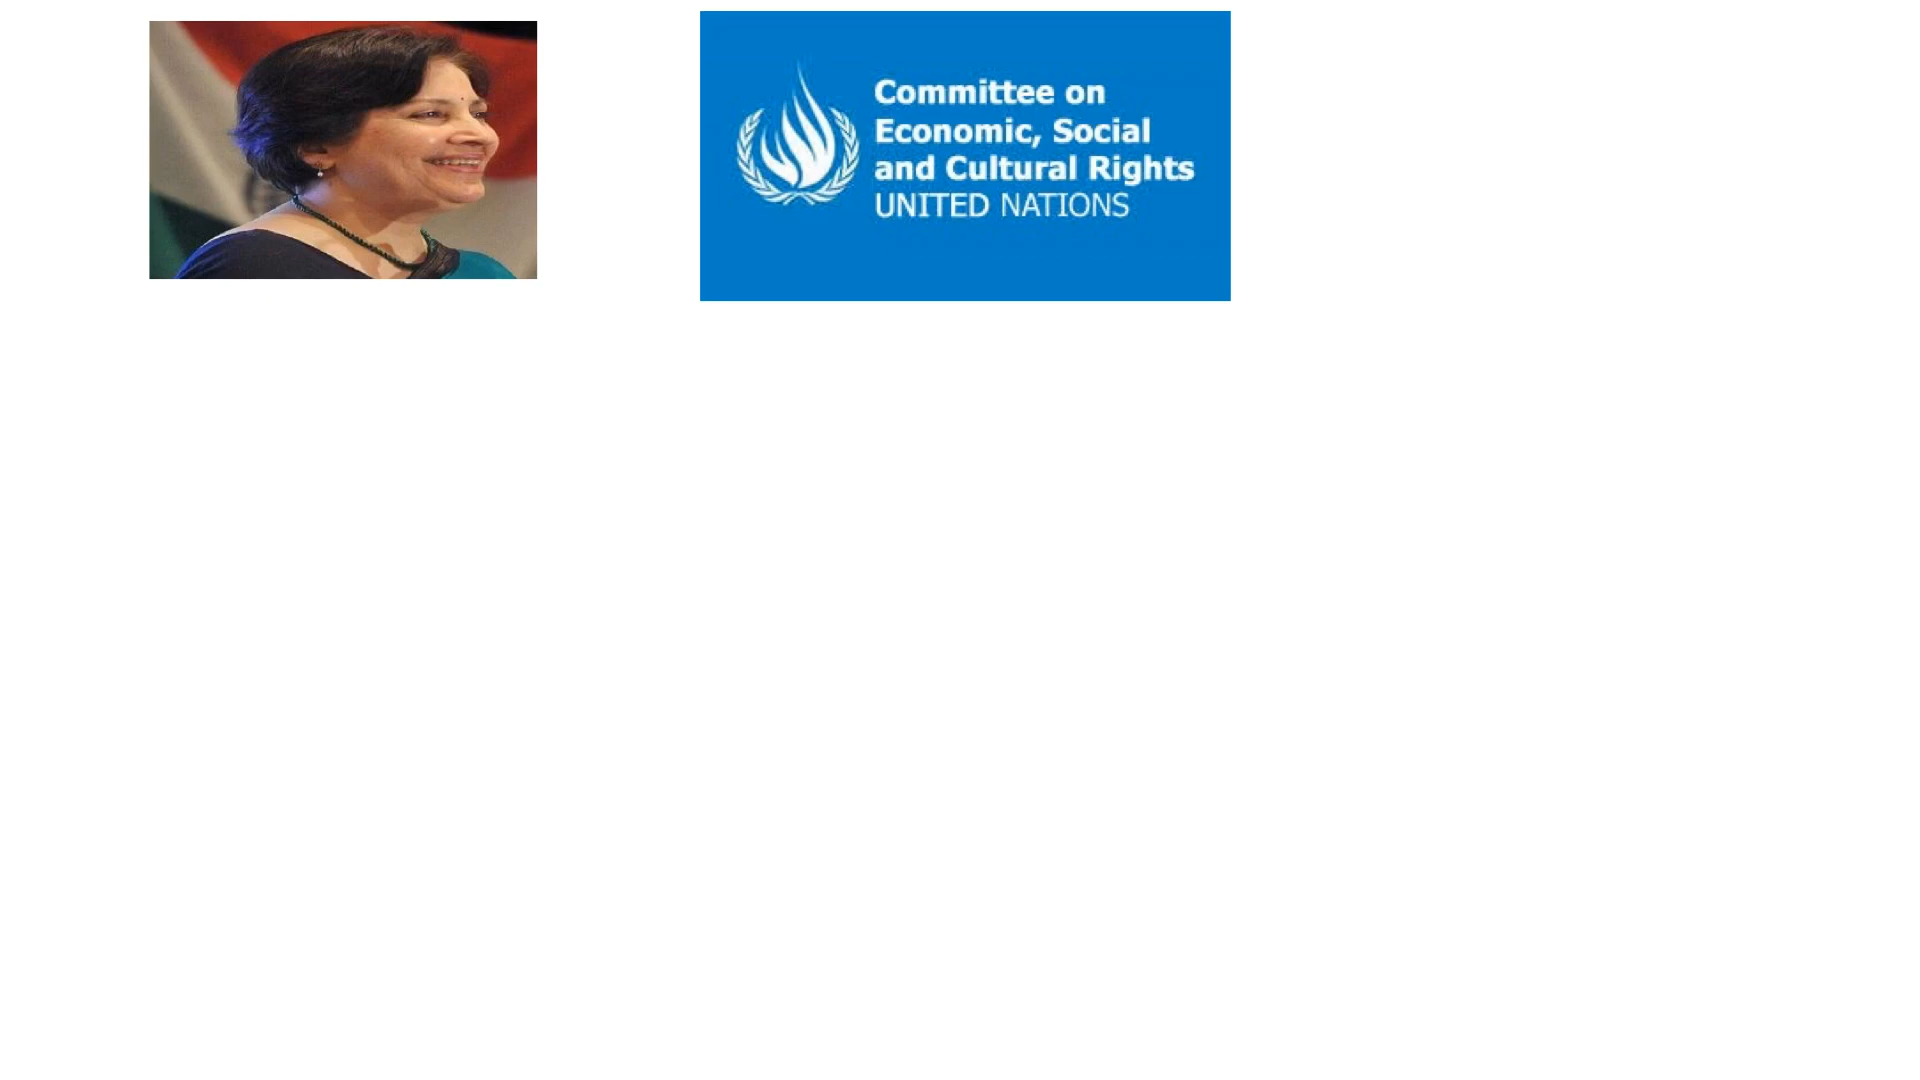 Committee on
Economic, Social
and Cultural Rights
UNITED NATIONS